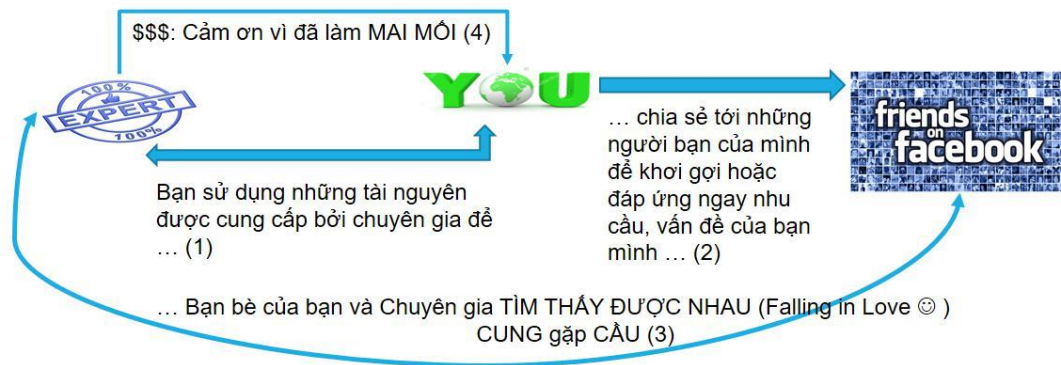 $$$: Cảm ơn vì đã làm MAI MỐI (4)
100%
EXPERT
100%
YOU
friends
on
facebook
Bạn sử dụng những tài nguyên
được cung cấp bởi chuyên gia để
… (1)
… chia sẻ tới những
người bạn của mình
để khơi gợi hoặc
đáp ứng ngay nhu
cầu, vấn đề của bạn
mình … (2)
… Bạn bè của bạn và Chuyên gia TÌM THẤY ĐƯỢC NHAU (Falling in Love ☺ )
CUNG gặp CẦU (3)